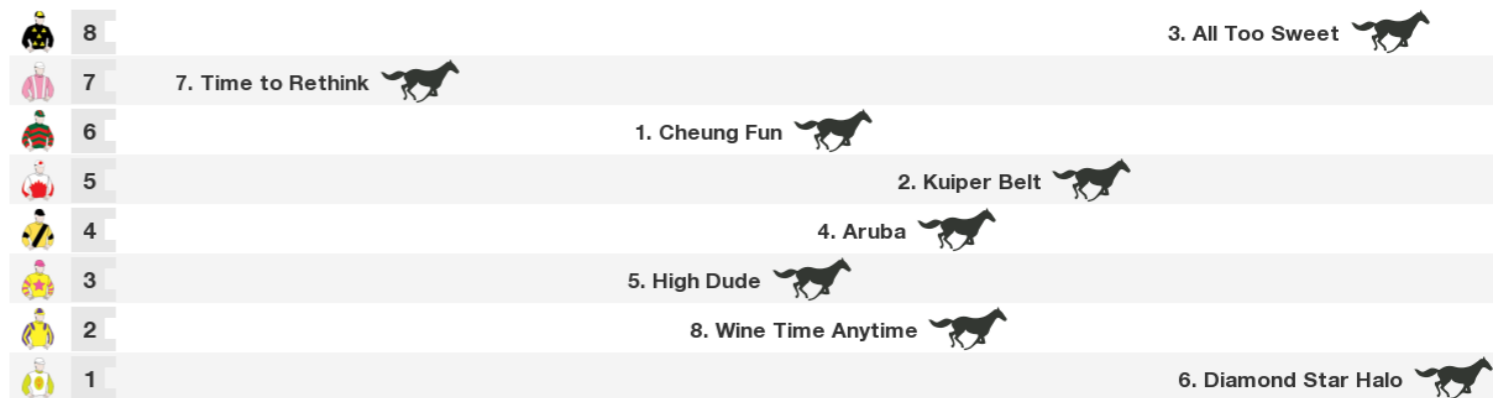 8 3. All Too Sweet
7 7. Time to Rethink
6 1. Cheung Fun
5 2. Kuiper Belt
4 4. Aruba
3 5. High Dude
2 8. Wine Time Anytime
1 6. Diamond Star Halo